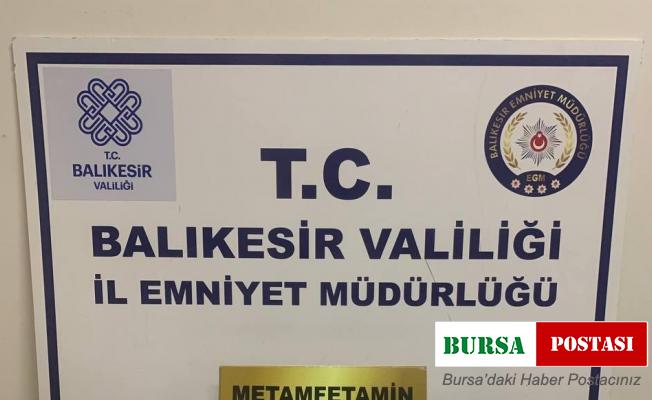 T.C.
BALIKESİR
VALİLİĞİ
BALIKESİR EMNİYET MÜDÜRLÜĞÜ
EGM
T.C.
BALIKESİR VALİLİĞİ
İL EMNİYET MÜDÜRLÜĞÜ
METAMFETAMİN
BURSA POSTASI
Bursa'daki Haber Postacınız